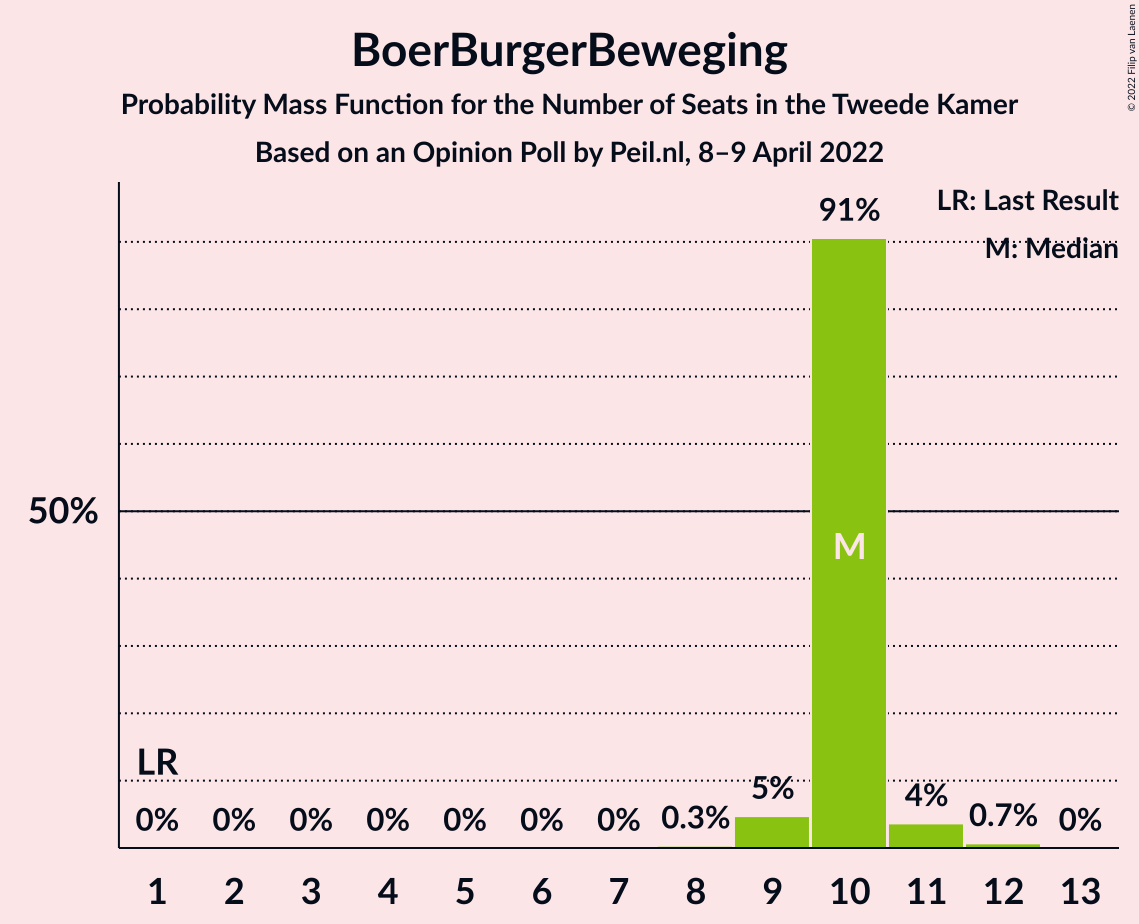 BoerBurgerBeweging
Probability Mass Function for the Number of Seats in the Tweede Kamer
Based on an Opinion Poll by Peil.nl, 8–9 April 2022
© 2022 Filip van Laenen
LR: Last Result
M: Median
91%
50%
M
LR
0% 0% 0% 0% 0% 0% 0% 0.3% 5% 4% 0.7% 0%
1 2 3 4 5 6 7 8 9 10 11 12 13